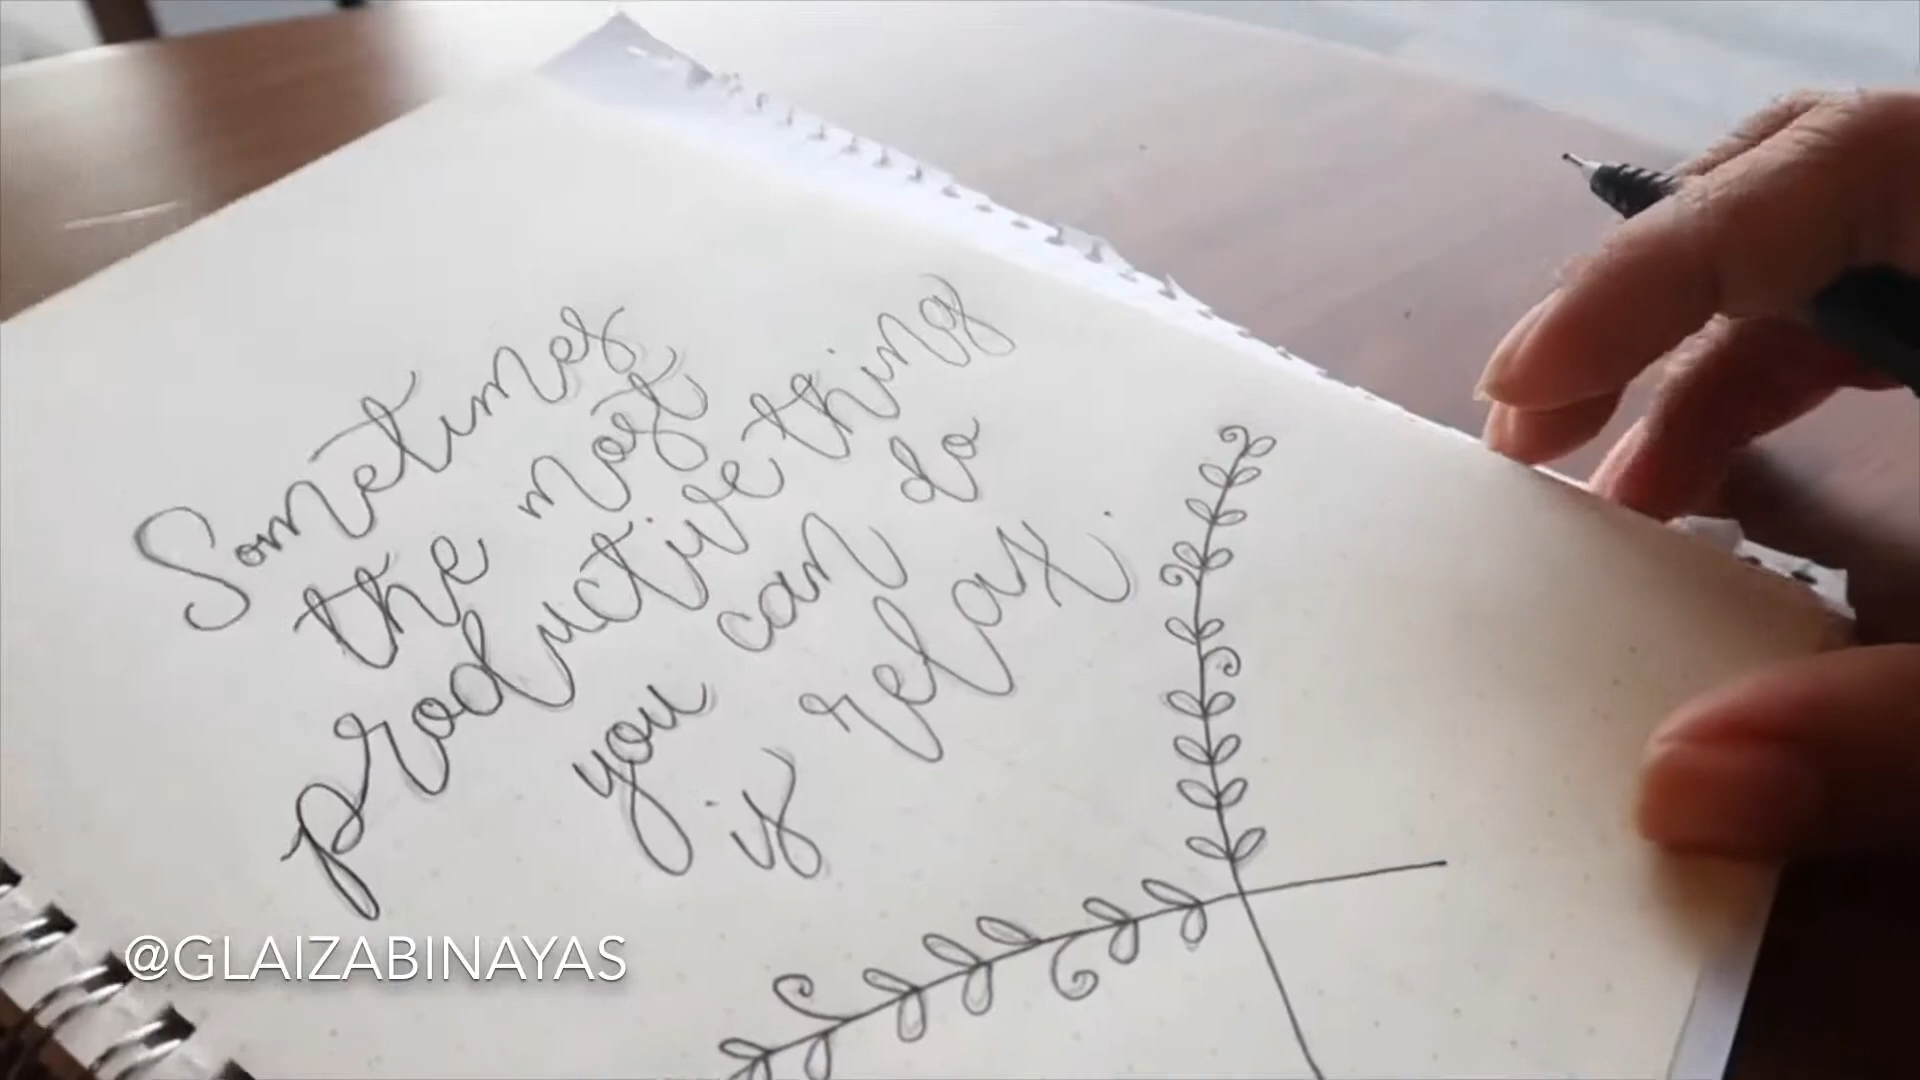 Sometimes
the most
productive thing
you can do
is relax.
@GLAIZABINAYAS